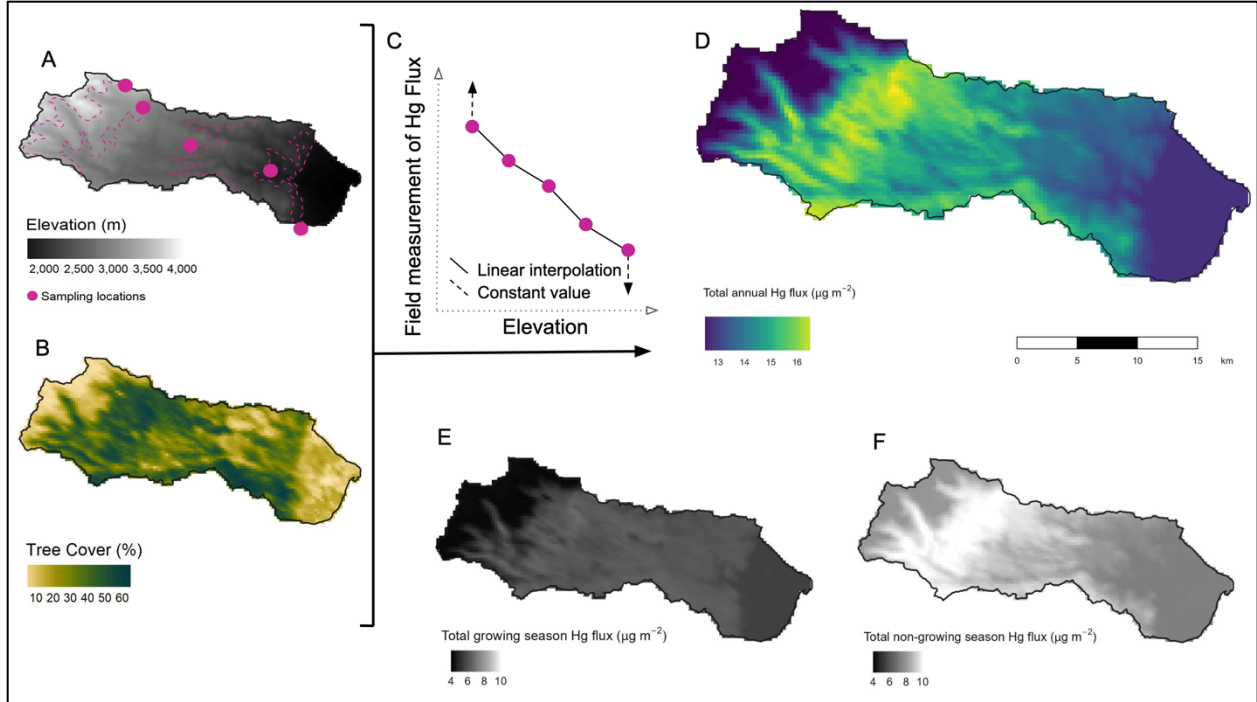 A
Elevation (m)
2,000 2,500 3,000 3,500 4,000
Sampling locations
B
Tree Cover (%)
10 20 30 40 50 60
C
Field measurement of Hg Flux
Linear interpolation
Constant value
Elevation
D
Total annual Hg flux (µg m⁻²)
13 14 15 16
0 5 10 15 km
E
Total growing season Hg flux (µg m⁻²)
4 6 8 10
F
Total non-growing season Hg flux (µg m⁻²)
4 6 8 10